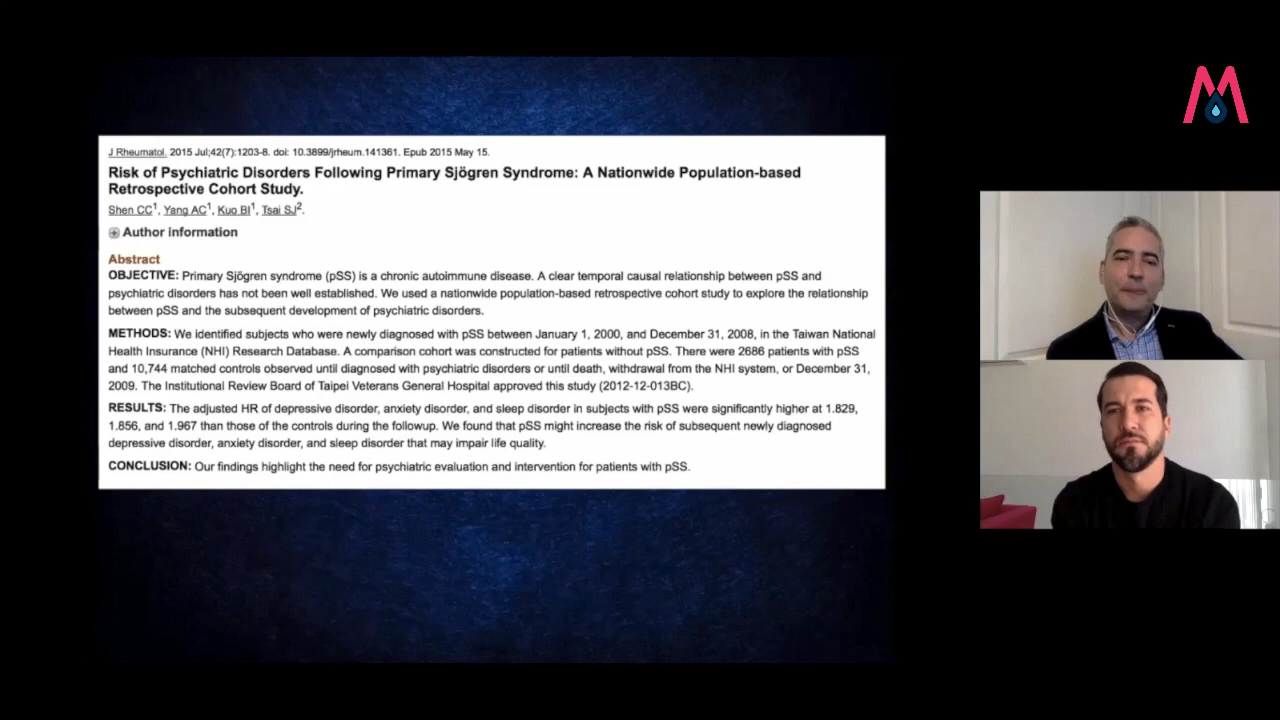 J Rheumatol. 2015 Jul;42(7):1203-8. doi: 10.3899/jrheum.141361. Epub 2015 May 15.
Risk of Psychiatric Disorders Following Primary Sjögren Syndrome: A Nationwide Population-based
Retrospective Cohort Study.
Shen CC1, Yang AC1, Kuo BI1, Tsai SJ2.
Author information
Abstract
OBJECTIVE: Primary Sjögren syndrome (pSS) is a chronic autoimmune disease. A clear temporal causal relationship between pSS and
psychiatric disorders has not been well established. We used a nationwide population-based retrospective cohort study to explore the relationship
between pSS and the subsequent development of psychiatric disorders.
METHODS: We identified subjects who were newly diagnosed with pSS between January 1, 2000, and December 31, 2008, in the Taiwan National
Health Insurance (NHI) Research Database. A comparison cohort was constructed for patients without pSS. There were 2686 patients with pSS
and 10,744 matched controls observed until diagnosed with psychiatric disorders or until death, withdrawal from the NHI system, or December 31,
2009. The Institutional Review Board of Taipei Veterans General Hospital approved this study (2012-12-013BC).
RESULTS: The adjusted HR of depressive disorder, anxiety disorder, and sleep disorder in subjects with pSS were significantly higher at 1.829,
1.856, and 1.967 than those of the controls during the followup. We found that pSS might increase the risk of subsequent newly diagnosed
depressive disorder, anxiety disorder, and sleep disorder that may impair life quality.
CONCLUSION: Our findings highlight the need for psychiatric evaluation and intervention for patients with pSS.
M